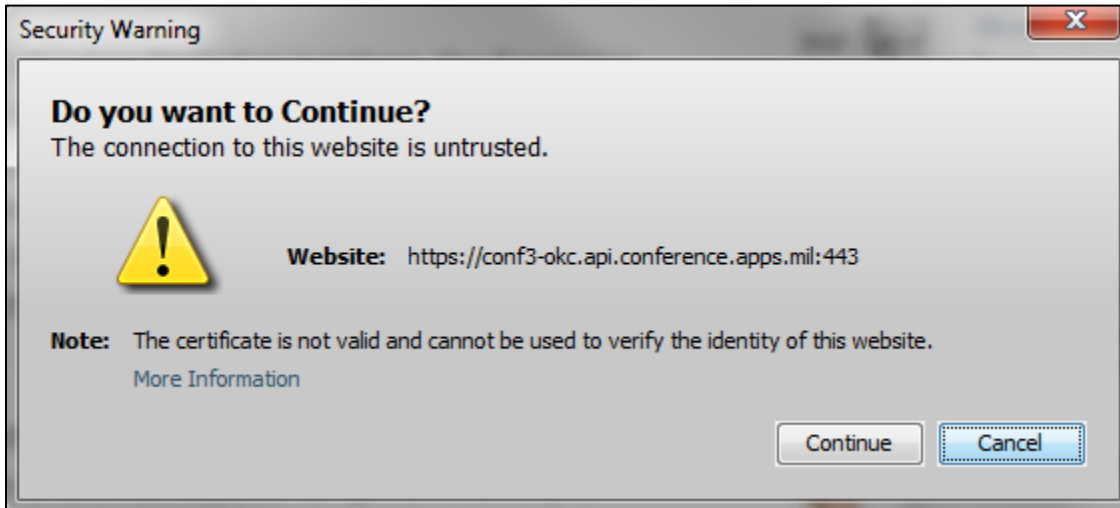 Security Warning
Do you want to Continue?
The connection to this website is untrusted.
Website: https://conf3-okc.api.conference.apps.mil:443
Note: The certificate is not valid and cannot be used to verify the identity of this website.
More Information
Continue Cancel